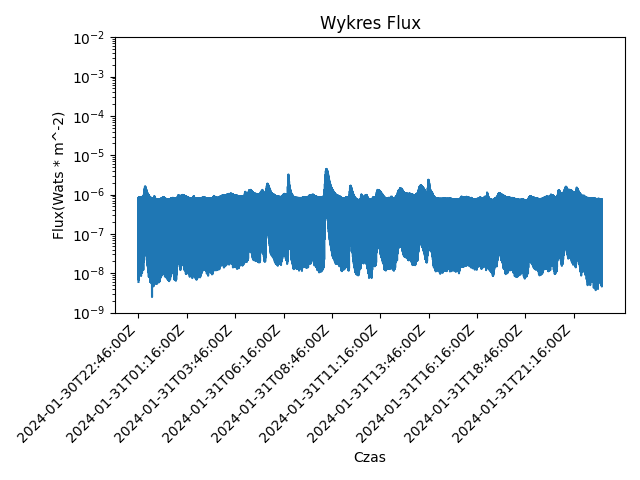 Wykres Flux
Flux(Wats * m^-2)
10^-2
10^-3
10^-4
10^-5
10^-6
10^-7
10^-8
10^-9
2024-01-30T22:46:00Z
2024-01-31T01:16:00Z
2024-01-31T03:46:00Z
2024-01-31T06:16:00Z
2024-01-31T08:46:00Z
2024-01-31T11:16:00Z
2024-01-31T13:46:00Z
2024-01-31T16:16:00Z
2024-01-31T18:46:00Z
2024-01-31T21:16:00Z
Czas